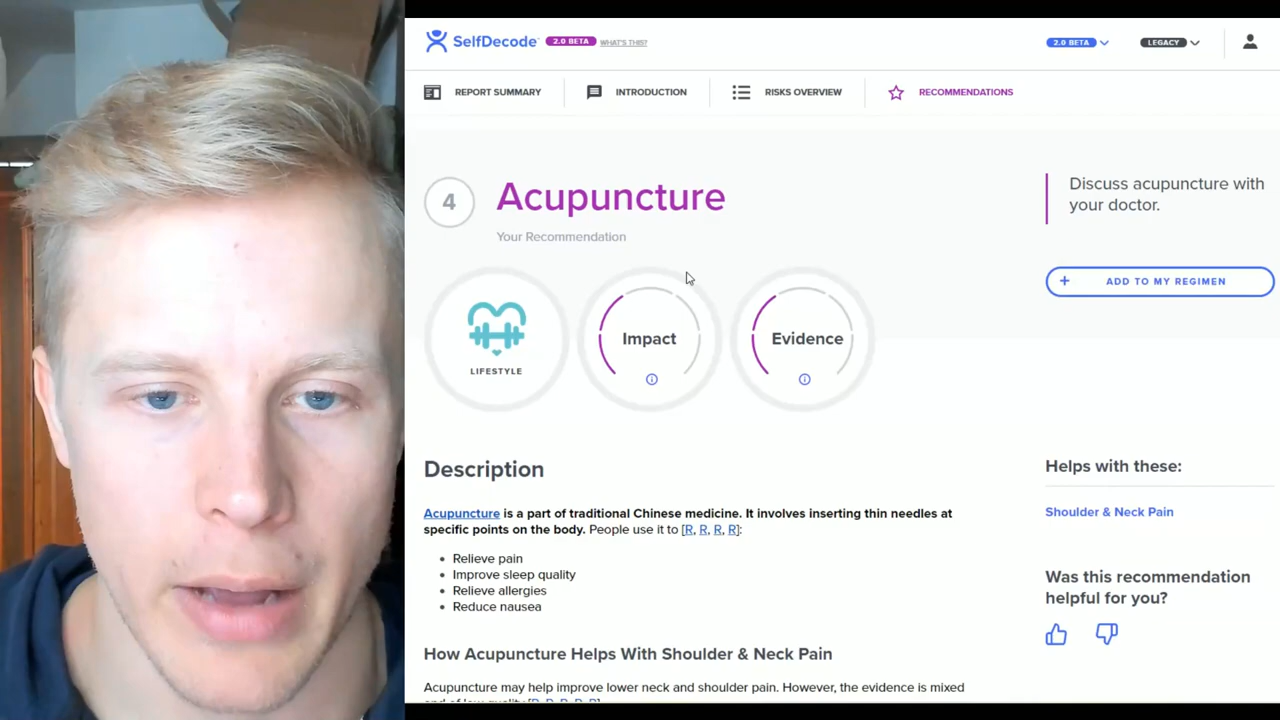 SelfDecode 2.0 BETA WHAT'S THIS?
2.0 BETA LEGACY
REPORT SUMMARY INTRODUCTION RISKS OVERVIEW RECOMMENDATIONS
4 Acupuncture
Your Recommendation
Discuss acupuncture with
your doctor.
+ ADD TO MY REGIMEN
LIFESTYLE
Impact
Evidence
Description
Acupuncture is a part of traditional Chinese medicine. It involves inserting thin needles at
specific points on the body. People use it to [R, R, R, R]:
• Relieve pain
• Improve sleep quality
• Relieve allergies
• Reduce nausea
How Acupuncture Helps With Shoulder & Neck Pain
Acupuncture may help improve lower neck and shoulder pain. However, the evidence is mixed
and of low quality [R, R, R, R, R].
Helps with these:
Shoulder & Neck Pain
Was this recommendation
helpful for you?